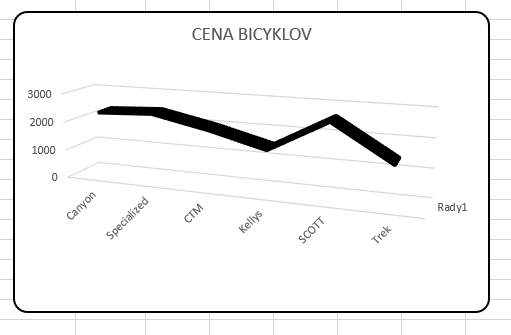 CENA BICYKLOV
3000
2000
1000
0
Canyon
Specialized
CTM
Kellys
SCOTT
Trek
Rady1